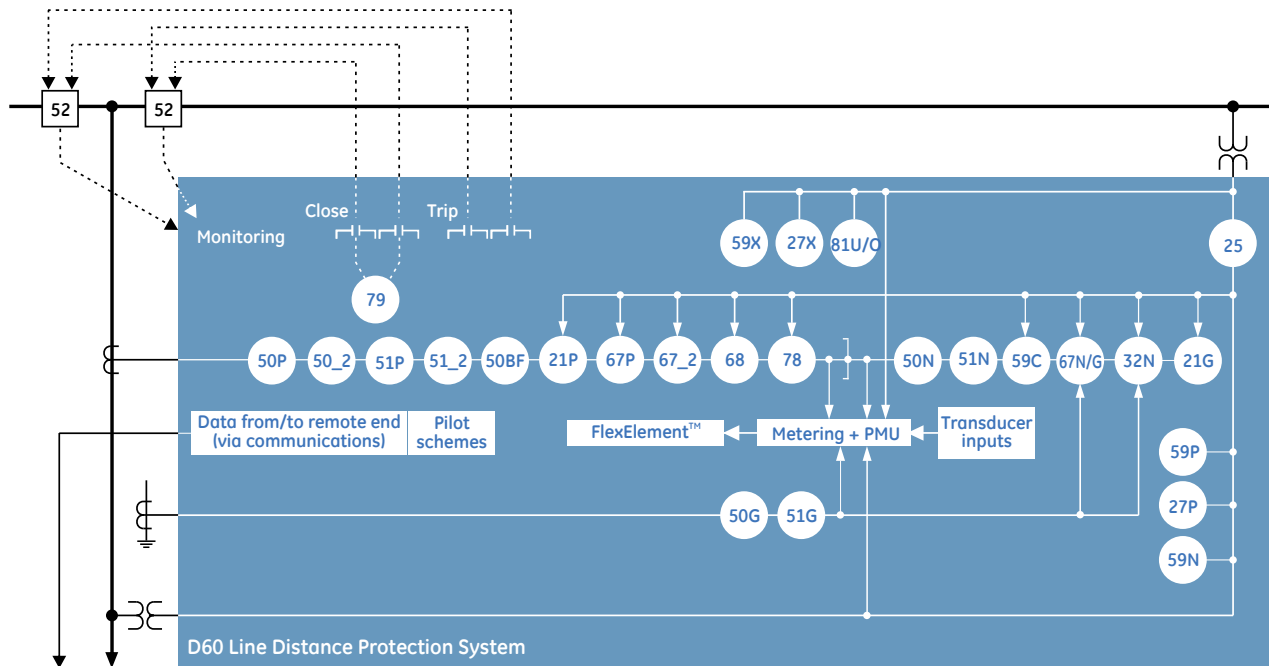 52
52
Close
Trip
Monitoring
59X
27X
81U/O
25
79
50P
50_2
51P
51_2
50BF
21P
67P
67_2
68
78
50N
51N
59C
67N/G
32N
21G
Data from/to remote end
(via communications)
Pilot
schemes
FlexElement™
Metering + PMU
Transducer
inputs
59P
50G
51G
27P
59N
D60 Line Distance Protection System